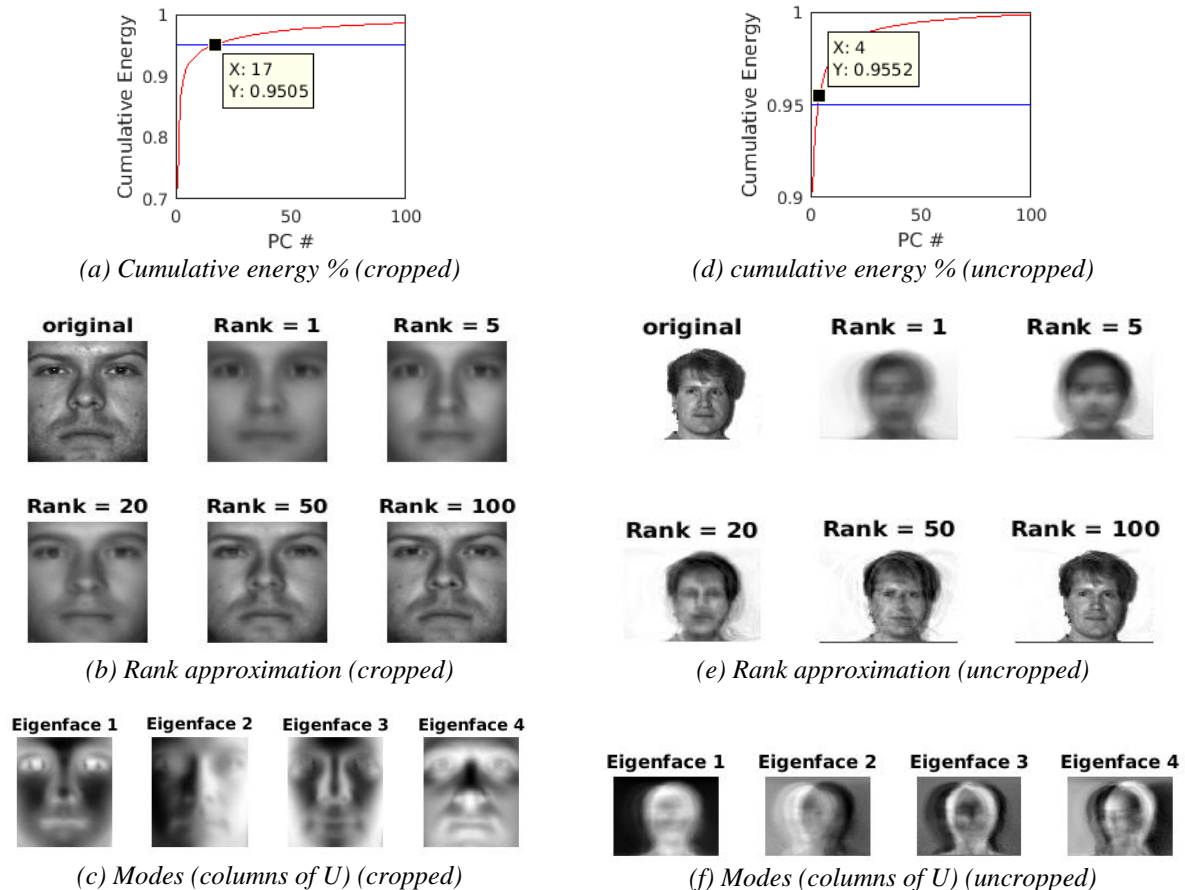 1
0.9
0.8
0.7
Cumulative Energy
X: 17
Y: 0.9505
0 50 100
PC #
(a) Cumulative energy % (cropped)
original Rank = 1 Rank = 5
Rank = 20 Rank = 50 Rank = 100
(b) Rank approximation (cropped)
Eigenface 1 Eigenface 2 Eigenface 3 Eigenface 4
(c) Modes (columns of U) (cropped)
1
0.95
0.9
Cumulative Energy
X: 4
Y: 0.9552
0 50 100
PC #
(d) cumulative energy % (uncropped)
original Rank = 1 Rank = 5
Rank = 20 Rank = 50 Rank = 100
(e) Rank approximation (uncropped)
Eigenface 1 Eigenface 2 Eigenface 3 Eigenface 4
(f) Modes (columns of U) (uncropped)